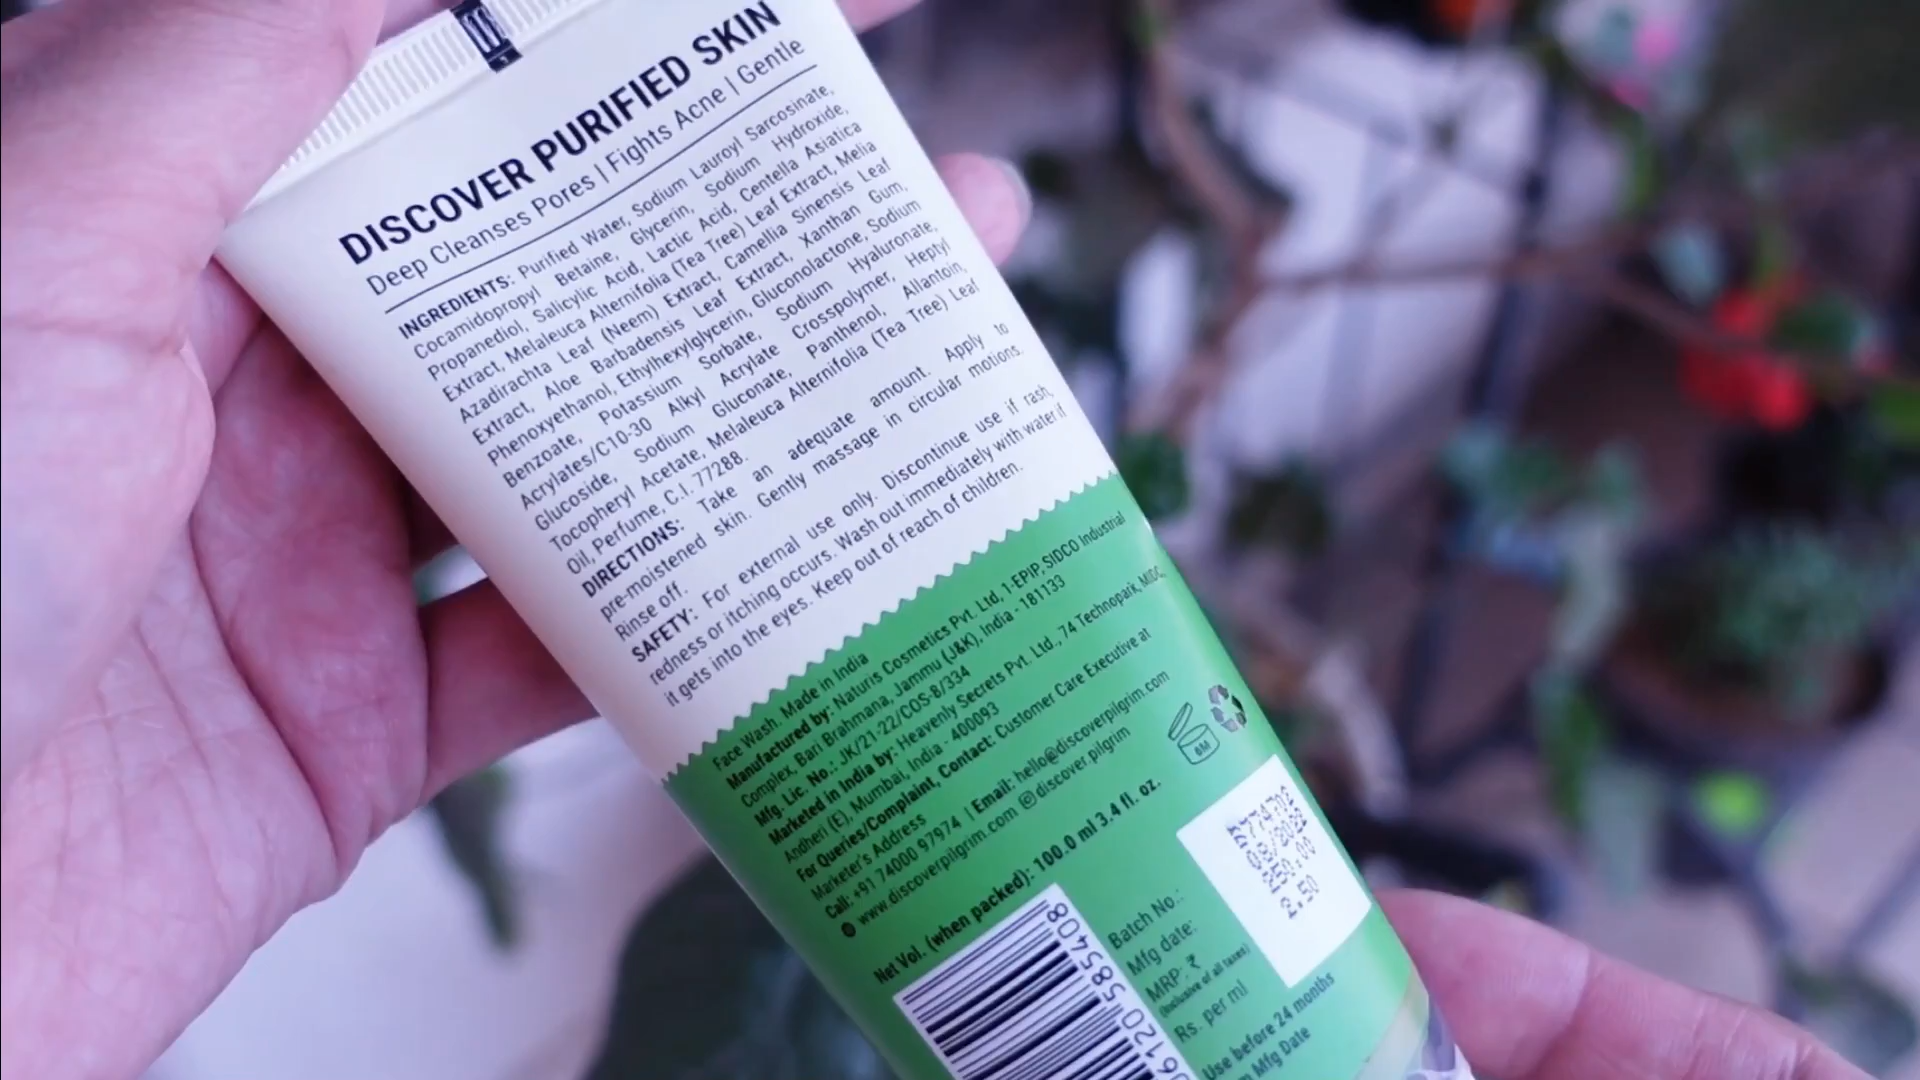 DISCOVER PURIFIED SKIN
Deep Cleanses Pores | Fights Acne | Gentle
INGREDIENTS: Purified Water, Sodium Lauroyl Sarcosinate,
Cocamidopropyl Betaine, Glycerin, Sodium Hydroxide,
Propanediol, Salicylic Acid, Lactic Acid, Centella Asiatica
Extract, Melaleuca Alternifolia (Tea Tree) Leaf Extract, Melia
Azadirachta Leaf (Neem) Extract, Camellia Sinensis Leaf
Extract, Aloe Barbadensis Leaf Extract, Xanthan Gum,
Phenoxyethanol, Ethylhexylglycerin, Gluconolactone, Sodium
Benzoate, Potassium Sorbate, Sodium Hyaluronate,
Acrylates/C10-30 Alkyl Acrylate Crosspolymer, Heptyl
Glucoside, Sodium Gluconate, Panthenol, Allantoin,
Tocopheryl Acetate, Melaleuca Alternifolia (Tea Tree) Leaf
Oil, Perfume, C.I. 77288.
DIRECTIONS: Take an adequate amount. Apply to
pre-moistened skin. Gently massage in circular motions.
Rinse off.
SAFETY: For external use only. Discontinue use if rash,
redness or itching occurs. Wash out immediately with water if
it gets into the eyes. Keep out of reach of children.
Face Wash. Made in India
Manufactured by: Naturis Cosmetics Pvt. Ltd, 1-EPIP, SIDCO Industrial
Complex, Bari Brahmana, Jammu (J&K), India - 181133
Mfg. Lic. No.: JK/21-22/COS-8/334
Marketed in India by: Heavenly Secrets Pvt. Ltd., 74 Technopark, MIDC,
Andheri (E), Mumbai, India - 400093
For Queries/Complaint, Contact: Customer Care Executive at
Marketer's Address
Call: +91 74000 97974 | Email: hello@discoverpilgrim.com
www.discoverpilgrim.com @discover.pilgrim
6M
Net Vol. (when packed): 100.0 ml 3.4 fl. oz.
06120 585408
Batch No.:
Mfg date:
MRP: ₹ 250.00
(Inclusive of all taxes)
Rs. per ml 2.50
Use before 24 months
Mfg Date